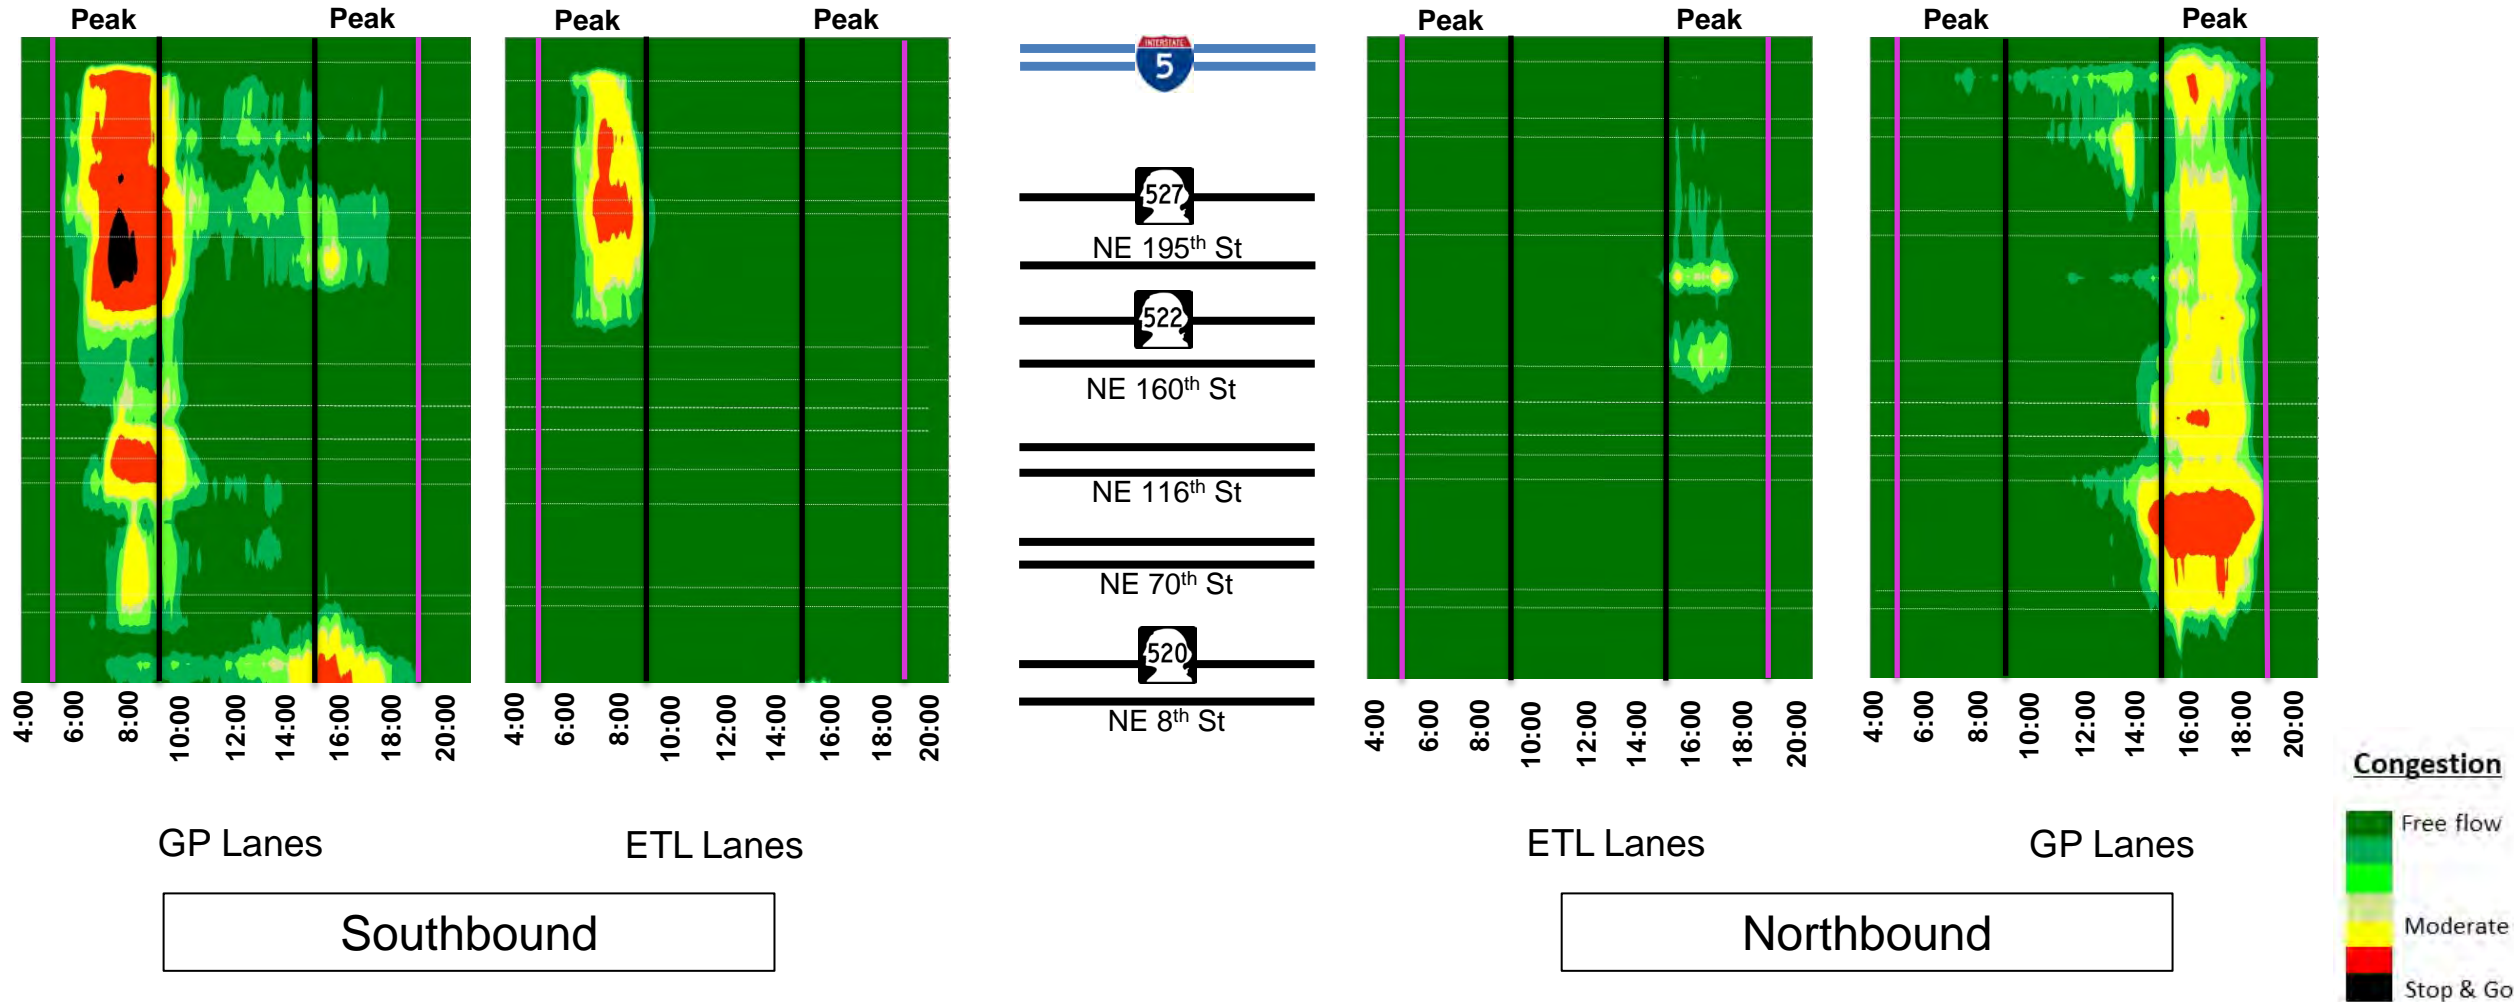 Peak Peak Peak Peak Peak Peak Peak Peak
INTERSTATE
5
527
NE 195th St
522
NE 160th St
NE 116th St
NE 70th St
520
NE 8th St
4:00 6:00 8:00 10:00 12:00 14:00 16:00 18:00 20:00
4:00 6:00 8:00 10:00 12:00 14:00 16:00 18:00 20:00
4:00 6:00 8:00 10:00 12:00 14:00 16:00 18:00 20:00
4:00 6:00 8:00 10:00 12:00 14:00 16:00 18:00 20:00
Congestion
Free flow
Moderate
Stop & Go
GP Lanes ETL Lanes ETL Lanes GP Lanes
Southbound Northbound